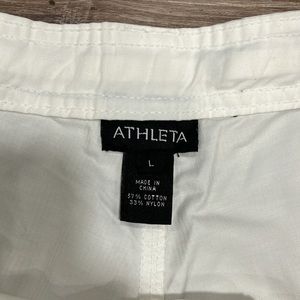 ATHLETA
L
MADE IN
CHINA
67% COTTON
33% NYLON